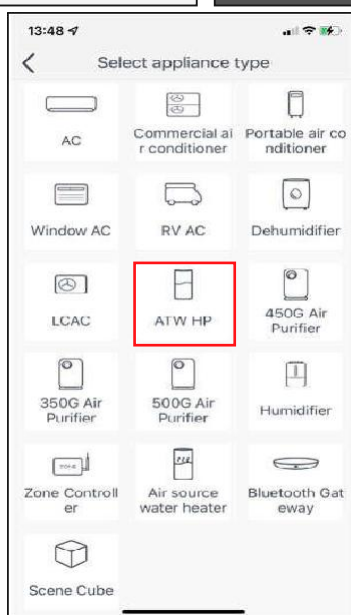 13:48
Select appliance type
AC
Commercial ai
r conditioner
Portable air co
nditioner
Window AC
RV AC
Dehumidifier
LCAC
ATW HP
450G Air
Purifier
350G Air
Purifier
500G Air
Purifier
Humidifier
Zone Controll
er
Air source
water heater
Bluetooth Gat
eway
Scene Cube